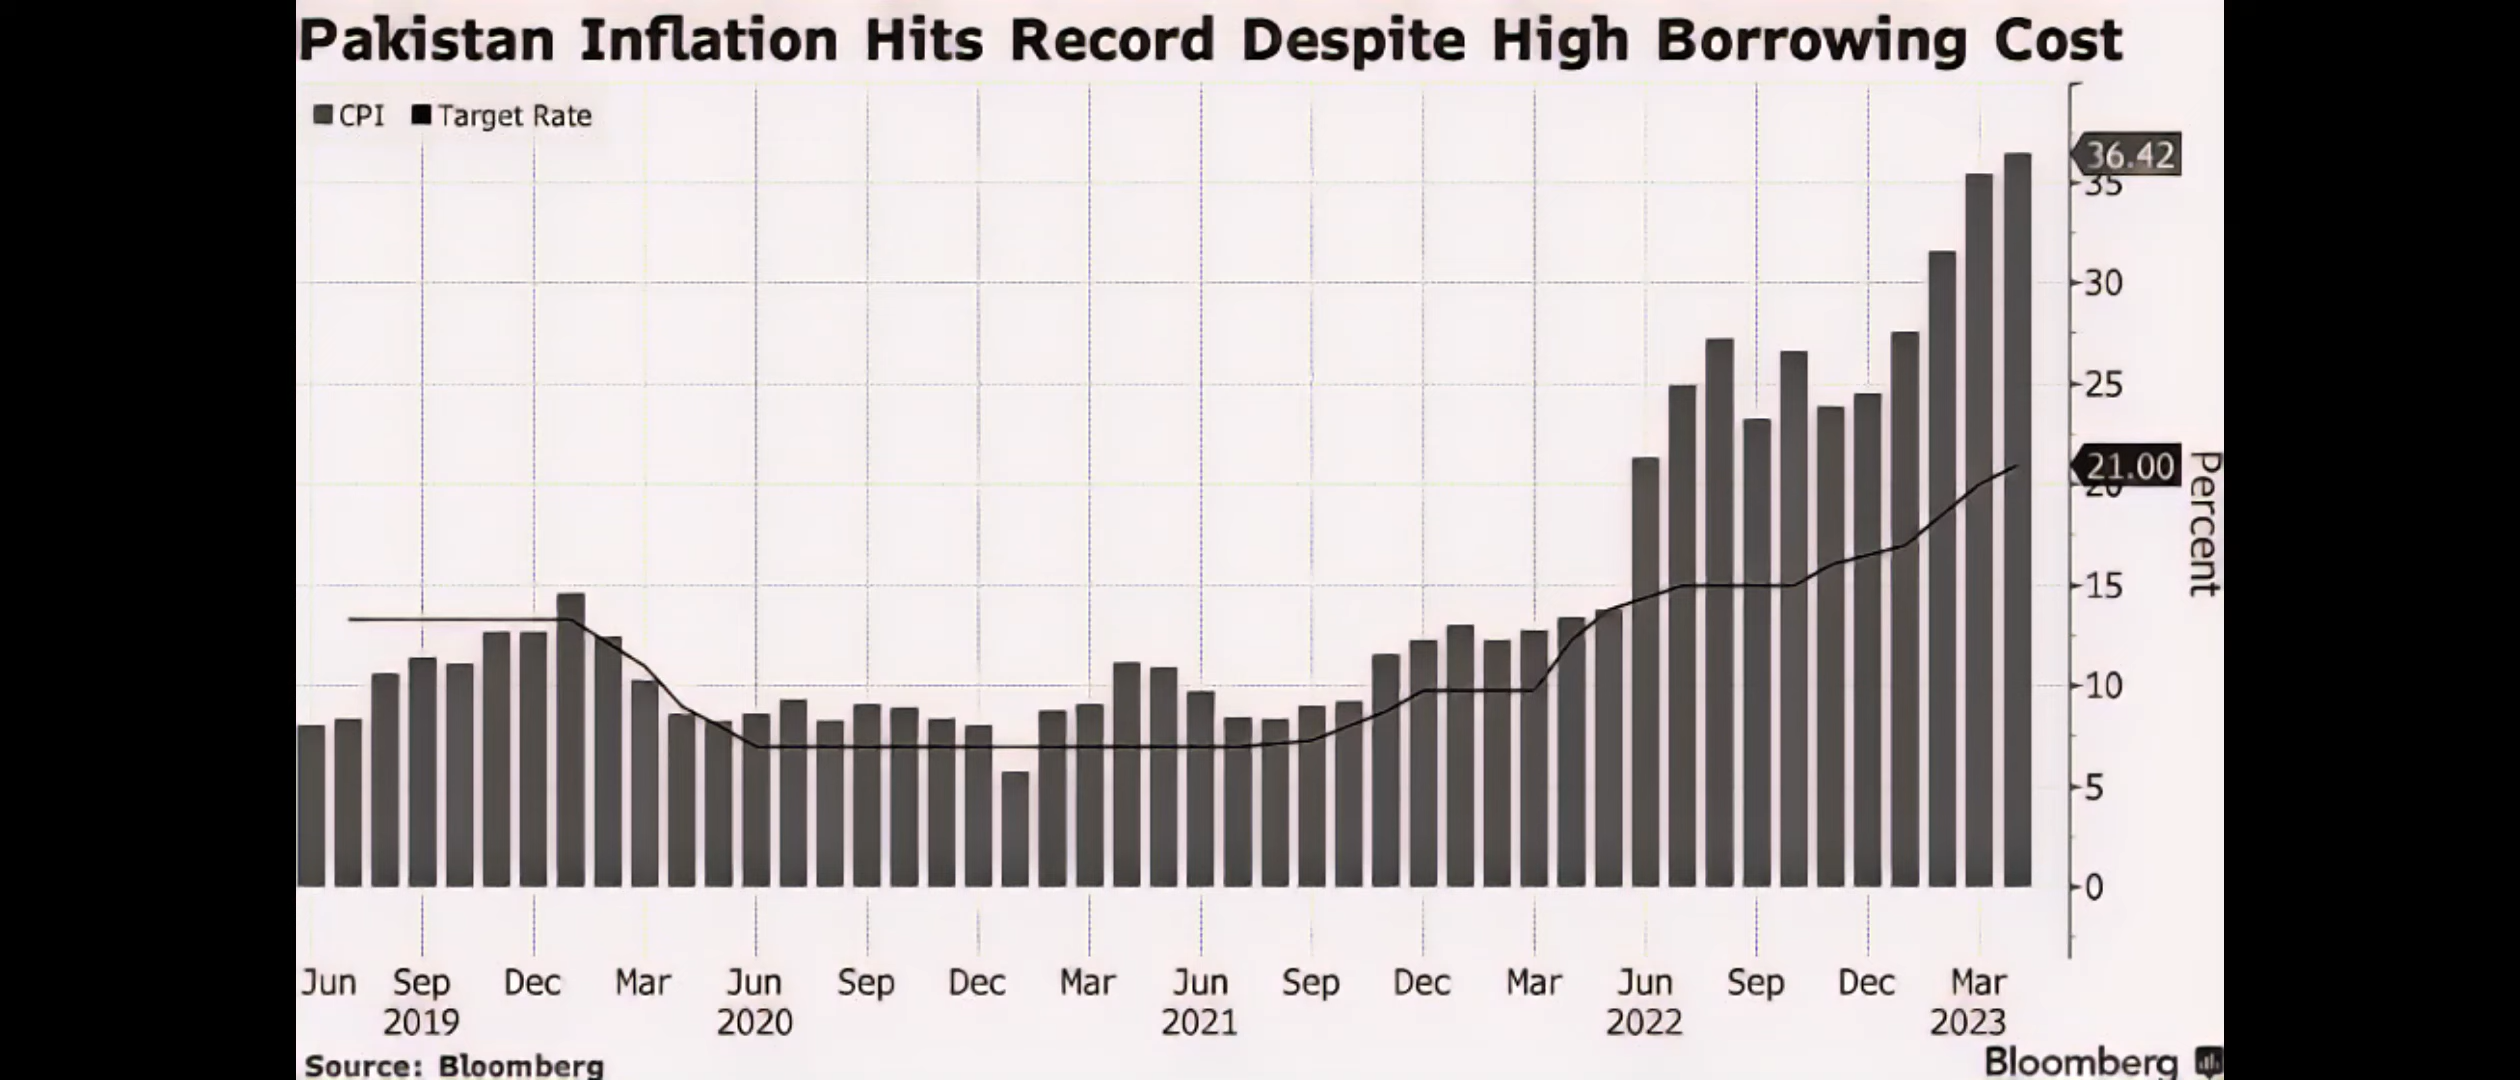 Pakistan Inflation Hits Record Despite High Borrowing Cost
CPI Target Rate
36.42
35
30
25
21.00
20
15
10
5
0
Percent
Jun Sep Dec Mar Jun Sep Dec Mar Jun Sep Dec Mar Jun Sep Dec Mar
2019 2020 2021 2022 2023
Source: Bloomberg
Bloomberg